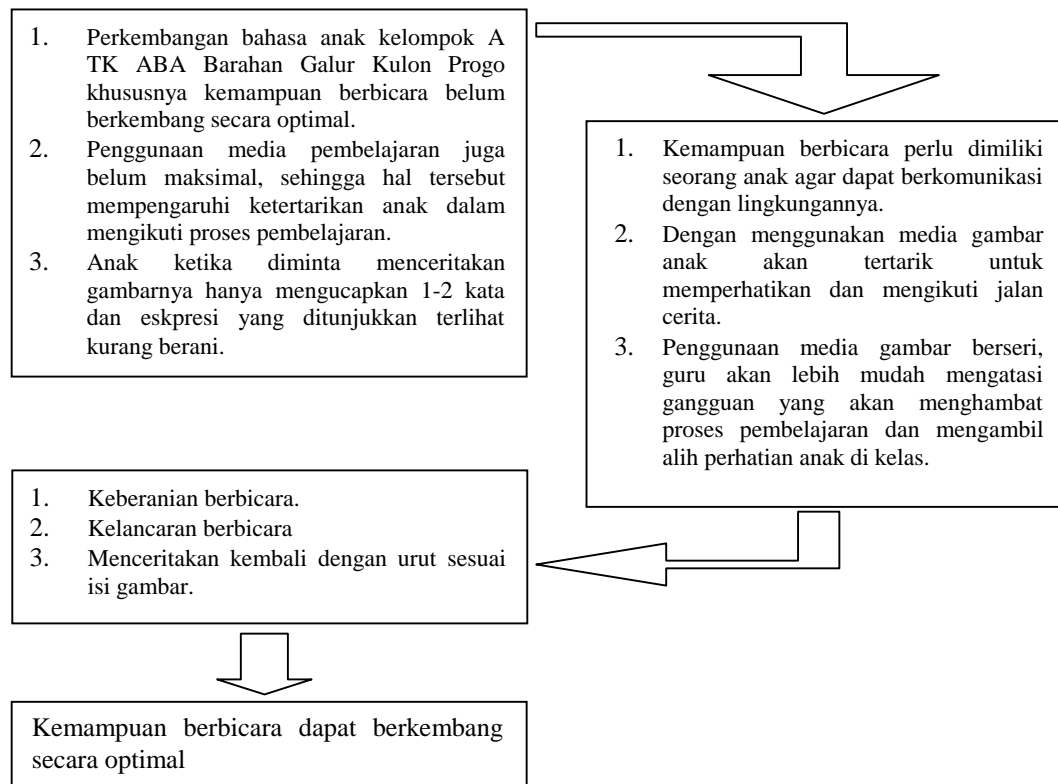 1. Perkembangan bahasa anak kelompok A
TK ABA Barahan Galur Kulon Progo
khususnya kemampuan berbicara belum
berkembang secara optimal.
2. Penggunaan media pembelajaran juga
belum maksimal, sehingga hal tersebut
mempengaruhi ketertarikan anak dalam
mengikuti proses pembelajaran.
3. Anak ketika diminta menceritakan
gambarnya hanya mengucapkan 1-2 kata
dan eskpresi yang ditunjukkan terlihat
kurang berani.
1. Kemampuan berbicara perlu dimiliki
seorang anak agar dapat berkomunikasi
dengan lingkungannya.
2. Dengan menggunakan media gambar
anak akan tertarik untuk
memperhatikan dan mengikuti jalan
cerita.
3. Penggunaan media gambar berseri,
guru akan lebih mudah mengatasi
gangguan yang akan menghambat
proses pembelajaran dan mengambil
alih perhatian anak di kelas.
1. Keberanian berbicara.
2. Kelancaran berbicara
3. Menceritakan kembali dengan urut sesuai
isi gambar.
Kemampuan berbicara dapat berkembang
secara optimal